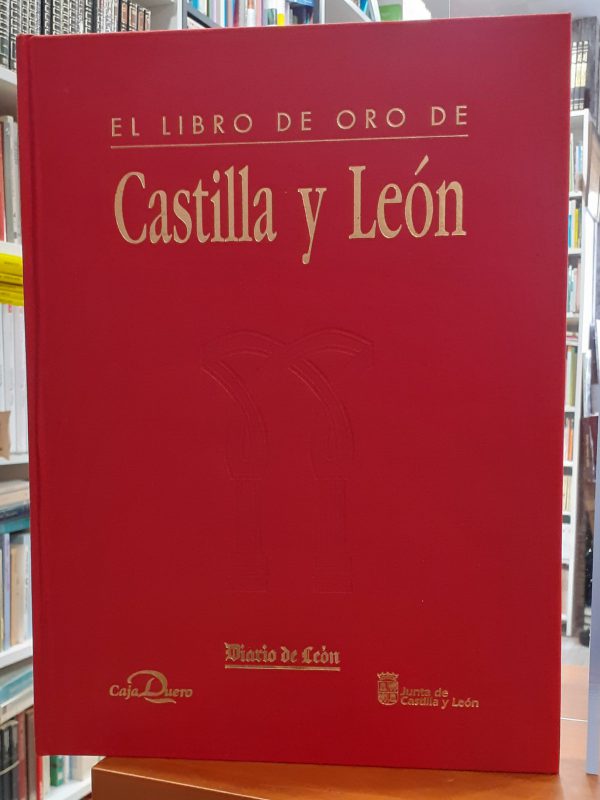 EL LIBRO DE ORO DE
Castilla y León
Diario de León
Caja Duero
Junta de
Castilla y León